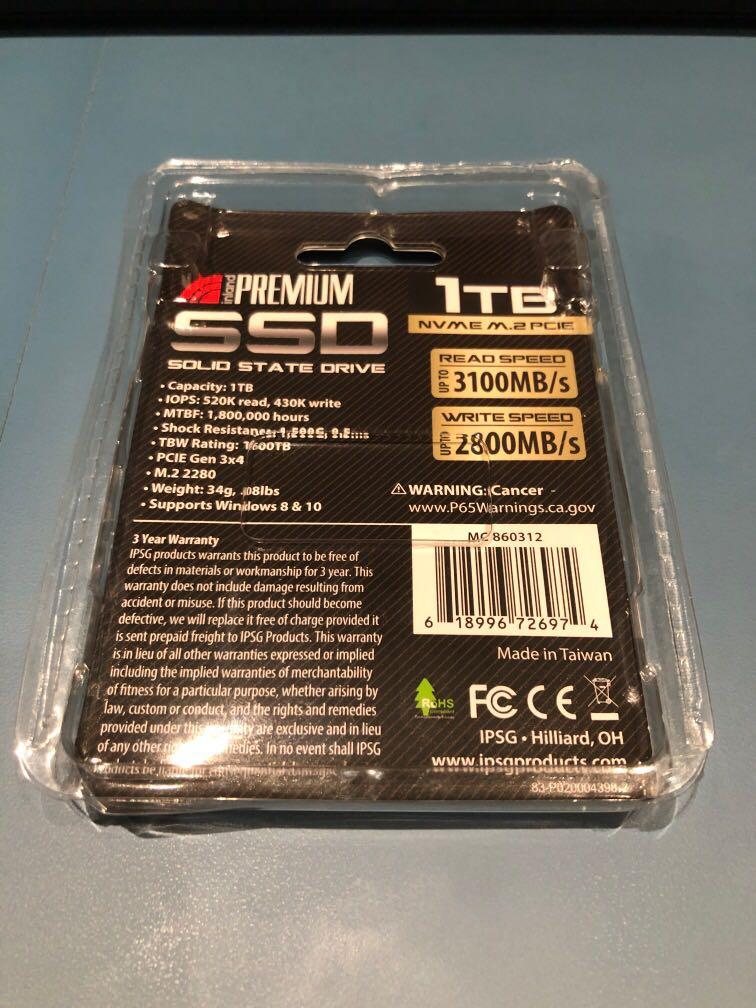 inland PREMIUM
SSD
SOLID STATE DRIVE
1TB
NVME M.2 PCIE
READ SPEED
UP TO 3100MB/s
WRITE SPEED
UP TO 2800MB/s
• Capacity: 1TB
• IOPS: 520K read, 430K write
• MTBF: 1,800,000 hours
• Shock Resistance:
• TBW Rating: 1600TB
• PCIE Gen 3x4
• M.2 2280
• Weight: 34g, .08lbs
• Supports Windows 8 & 10
⚠ WARNING: Cancer -
www.P65Warnings.ca.gov
3 Year Warranty
IPSG products warrants this product to be free of
defects in materials or workmanship for 3 year. This
warranty does not include damage resulting from
accident or misuse. If this product should become
defective, we will replace it free of charge provided it
is sent prepaid freight to IPSG Products. This warranty
is in lieu of all other warranties expressed or implied
including the implied warranties of merchantability
of fitness for a particular purpose, whether arising by
law, custom or conduct, and the rights and remedies
provided under this warranty are exclusive and in lieu
of any other remedies. In no event shall IPSG
MC 860312
6 18996 72697 4
Made in Taiwan
RoHS
FC CE
IPSG • Hilliard, OH
www.ipsgproducts.com